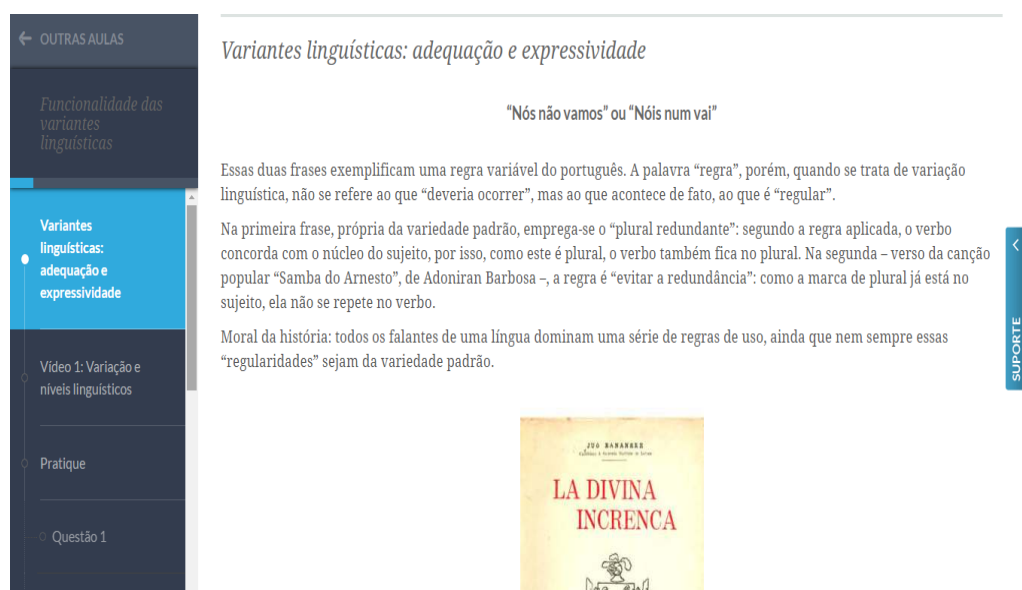 OUTRAS AULAS
Funcionalidade das
variantes
linguísticas
Variantes
linguísticas:
adequação e
expressividade
Vídeo 1: Variação e
níveis linguísticos
Pratique
Questão 1
Variantes linguísticas: adequação e expressividade
“Nós não vamos” ou “Nóis num vai”
Essas duas frases exemplificam uma regra variável do português. A palavra “regra”, porém, quando se trata de variação
linguística, não se refere ao que “deveria ocorrer”, mas ao que acontece de fato, ao que é “regular”.
Na primeira frase, própria da variedade padrão, emprega-se o “plural redundante”: segundo a regra aplicada, o verbo
concorda com o núcleo do sujeito, por isso, como este é plural, o verbo também fica no plural. Na segunda – verso da canção
popular “Samba do Arnesto”, de Adoniran Barbosa –, a regra é “evitar a redundância”: como a marca de plural já está no
sujeito, ela não se repete no verbo.
Moral da história: todos os falantes de uma língua dominam uma série de regras de uso, ainda que nem sempre essas
“regularidades” sejam da variedade padrão.
JUÓ BANANERE
LA DIVINA
INCRENCA
SUPORTE